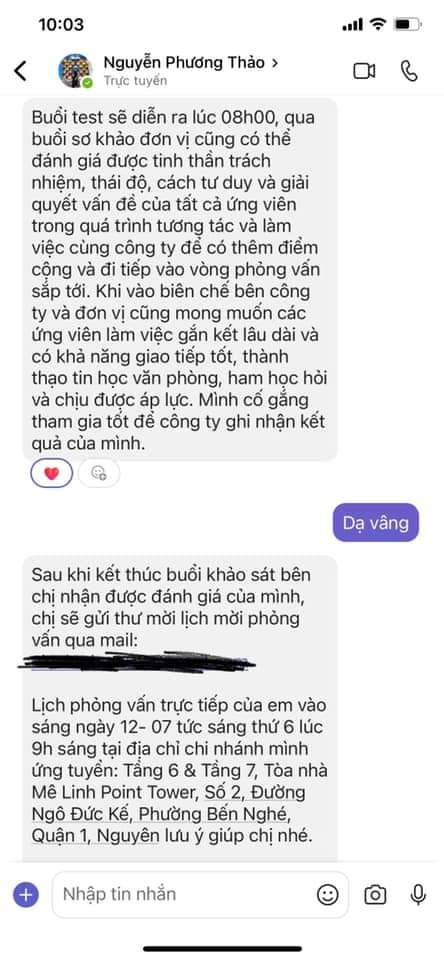 10:03
Nguyễn Phương Thảo >
Trực tuyến
Buổi test sẽ diễn ra lúc 08h00, qua
buổi sơ khảo đơn vị cũng có thể
đánh giá được tinh thần trách
nhiệm, thái độ, cách tư duy và giải
quyết vấn đề của tất cả ứng viên
trong quá trình tương tác và làm
việc cùng công ty để có thêm điểm
cộng và đi tiếp vào vòng phỏng vấn
sắp tới. Khi vào biên chế bên công
ty và đơn vị cũng mong muốn các
ứng viên làm việc gắn kết lâu dài và
có khả năng giao tiếp tốt, thành
thạo tin học văn phòng, ham học hỏi
và chịu được áp lực. Mình cố gắng
tham gia tốt để công ty ghi nhận kết
quả của mình.
Dạ vâng
Sau khi kết thúc buổi khảo sát bên
chị nhận được đánh giá của mình,
chị sẽ gửi thư mời lịch mời phỏng
vấn qua mail:
Lịch phỏng vấn trực tiếp của em vào
sáng ngày 12- 07 tức sáng thứ 6 lúc
9h sáng tại địa chỉ chi nhánh mình
ứng tuyển: Tầng 6 & Tầng 7, Tòa nhà
Mê Linh Point Tower, Số 2, Đường
Ngô Đức Kế, Phường Bến Nghé,
Quận 1, Nguyên lưu ý giúp chị nhé.
Nhập tin nhắn